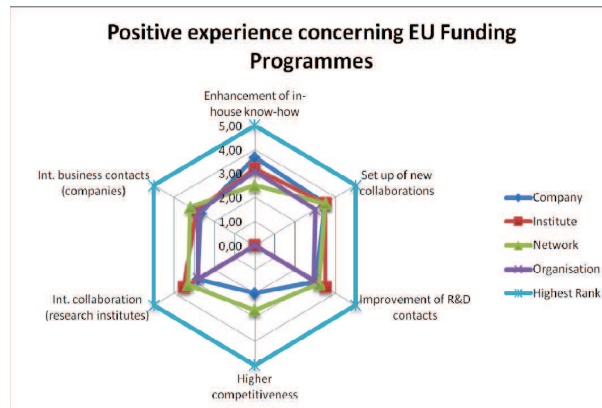 Positive experience concerning EU Funding
Programmes
Enhancement of in-
house know-how
5,00
4,00
3,00
2,00
1,00
0,00
Set up of new
collaborations
Improvement of R&D
contacts
Higher
competitiveness
Int. collaboration
(research institutes)
Int. business contacts
(companies)
Company
Institute
Network
Organisation
Highest Rank